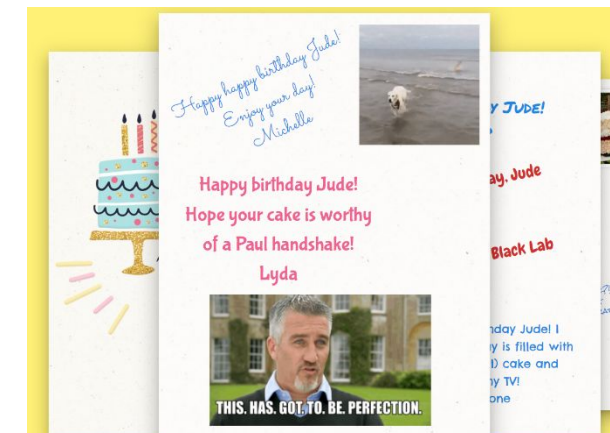 Happy happy birthday Jude!
Enjoy your day!
Michelle
Happy birthday Jude!
Hope your cake is worthy
of a Paul handshake!
Lyda
THIS. HAS. GOT. TO. BE. PERFECTION.
JUDE!
ay, Jude
Black Lab
day Jude! I
y is filled with
cake and
TV!
one